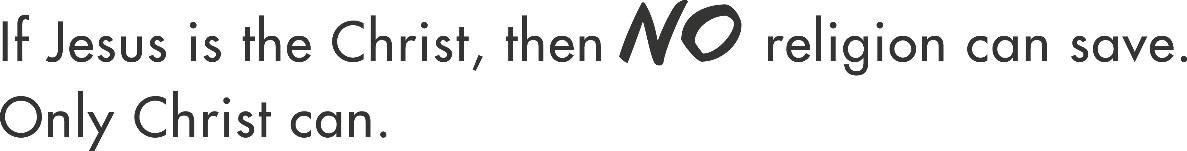 If Jesus is the Christ, then NO religion can save.
Only Christ can.